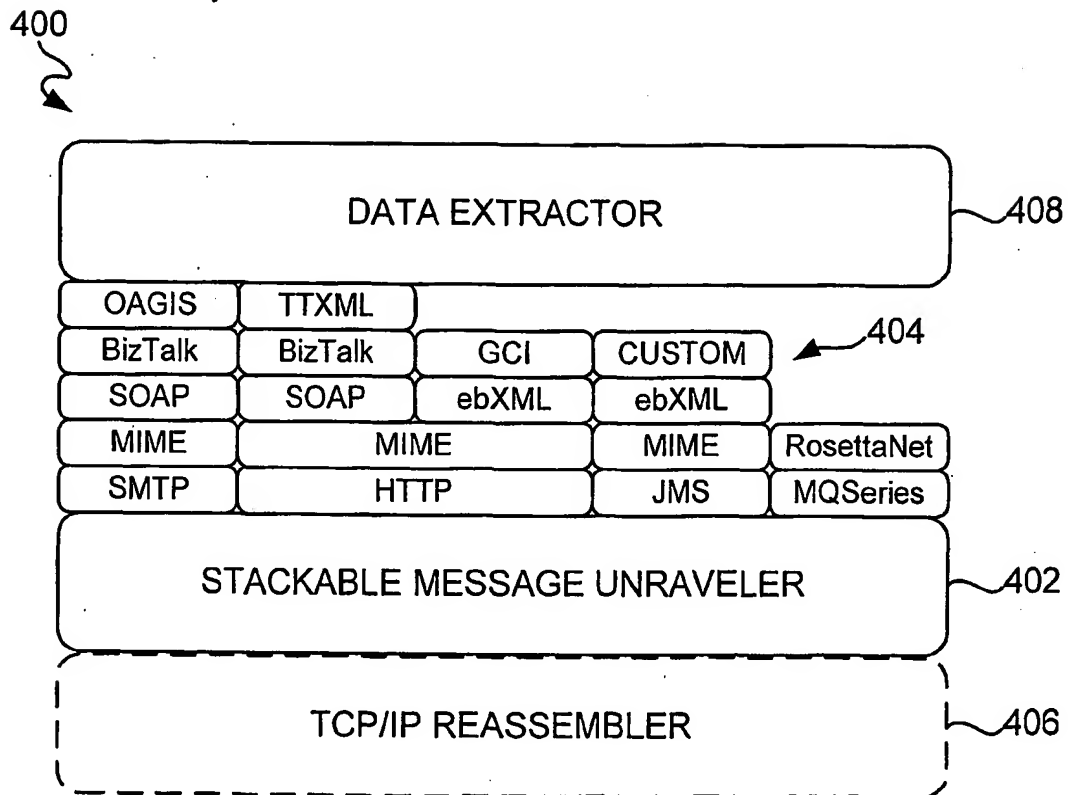 400
DATA EXTRACTOR
408
OAGIS TTXML
BizTalk BizTalk GCI CUSTOM
404
SOAP SOAP ebXML ebXML
MIME MIME MIME RosettaNet
SMTP HTTP JMS MQSeries
STACKABLE MESSAGE UNRAVELER
402
TCP/IP REASSEMBLER
406